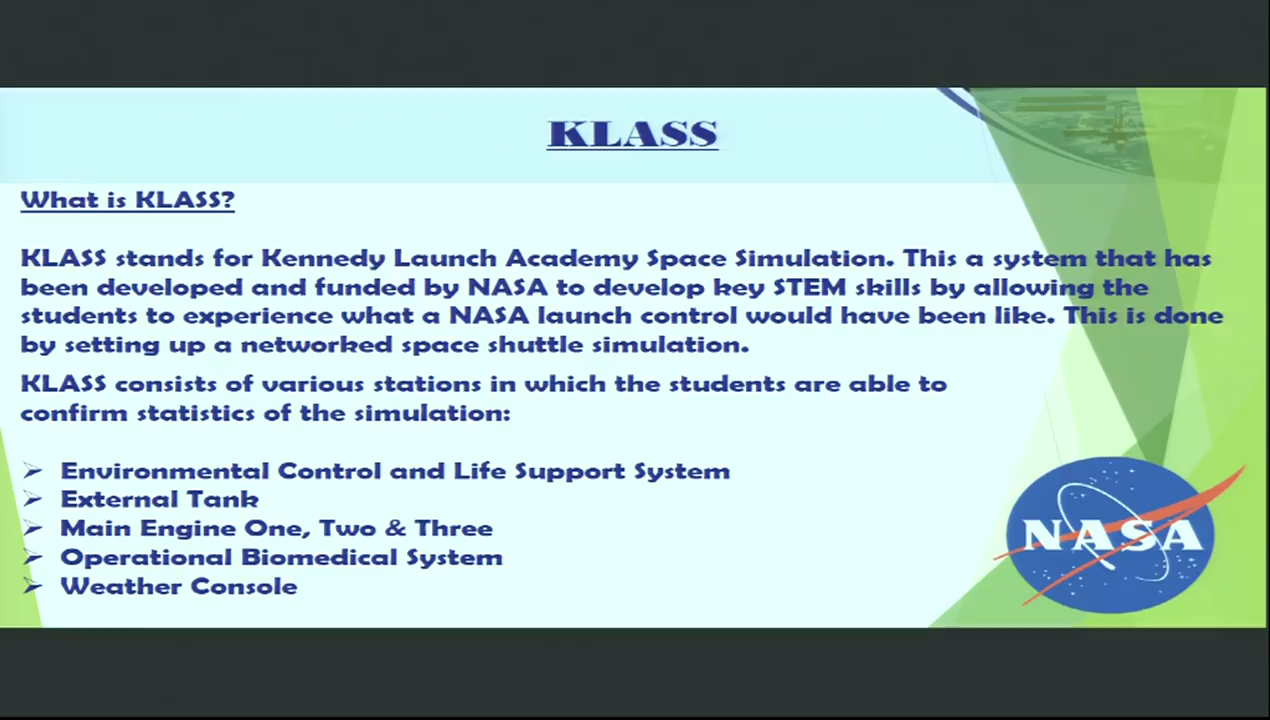 KLASS
What is KLASS?
KLASS stands for Kennedy Launch Academy Space Simulation. This a system that has
been developed and funded by NASA to develop key STEM skills by allowing the
students to experience what a NASA launch control would have been like. This is done
by setting up a networked space shuttle simulation.
KLASS consists of various stations in which the students are able to
confirm statistics of the simulation:
➢ Environmental Control and Life Support System
➢ External Tank
➢ Main Engine One, Two & Three
➢ Operational Biomedical System
➢ Weather Console
NASA